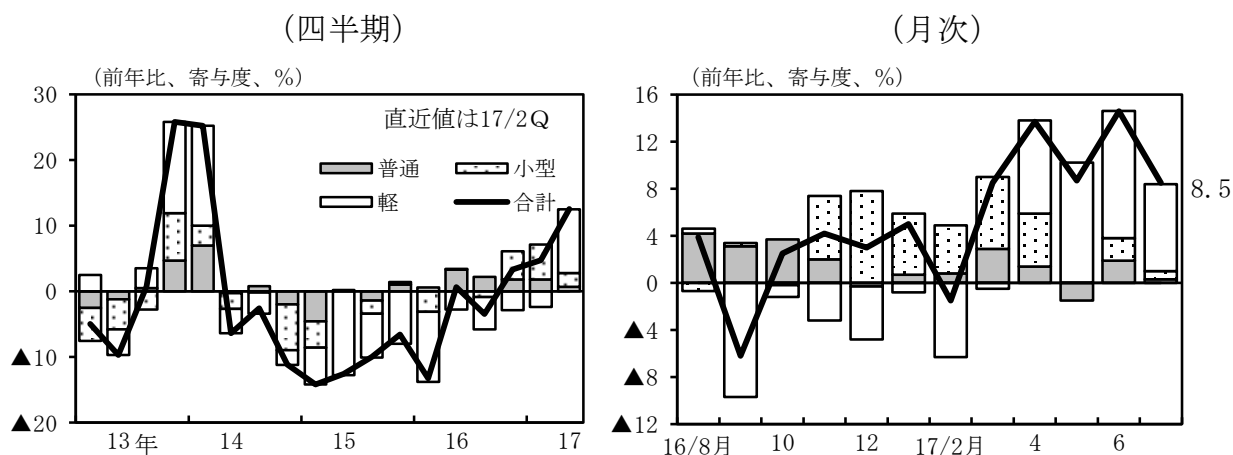 (四半期)
(前年比、寄与度、%)
直近値は17/2Q
普通
小型
軽
合計
30
20
10
0
▲10
▲20
13年
14
15
16
17
(月次)
(前年比、寄与度、%)
16
12
8
4
0
▲4
▲8
▲12
8.5
16/8月
10
12
17/2月
4
6